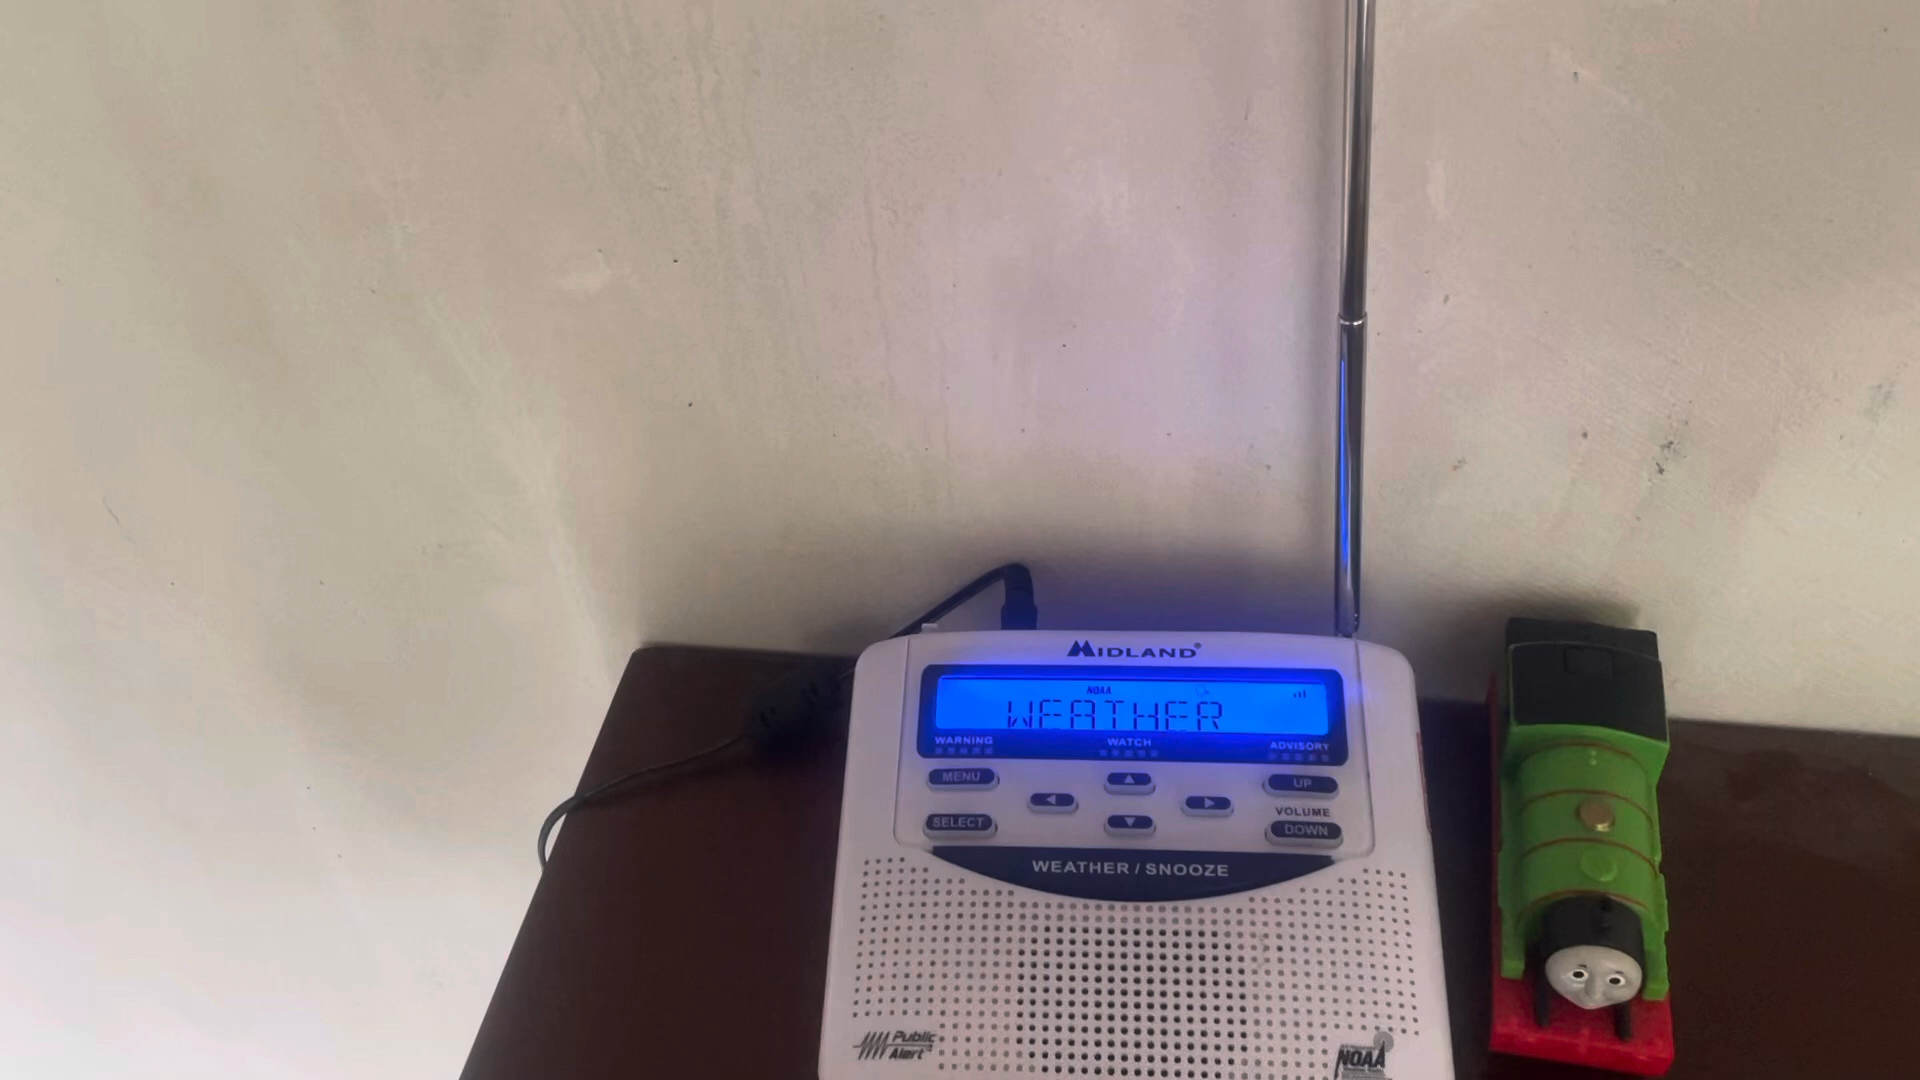 MIDLAND
NOAA
WEATHER
WARNING
WATCH
ADVISORY
MENU
UP
VOLUME
SELECT
DOWN
WEATHER / SNOOZE
Public
Alert
NOAA